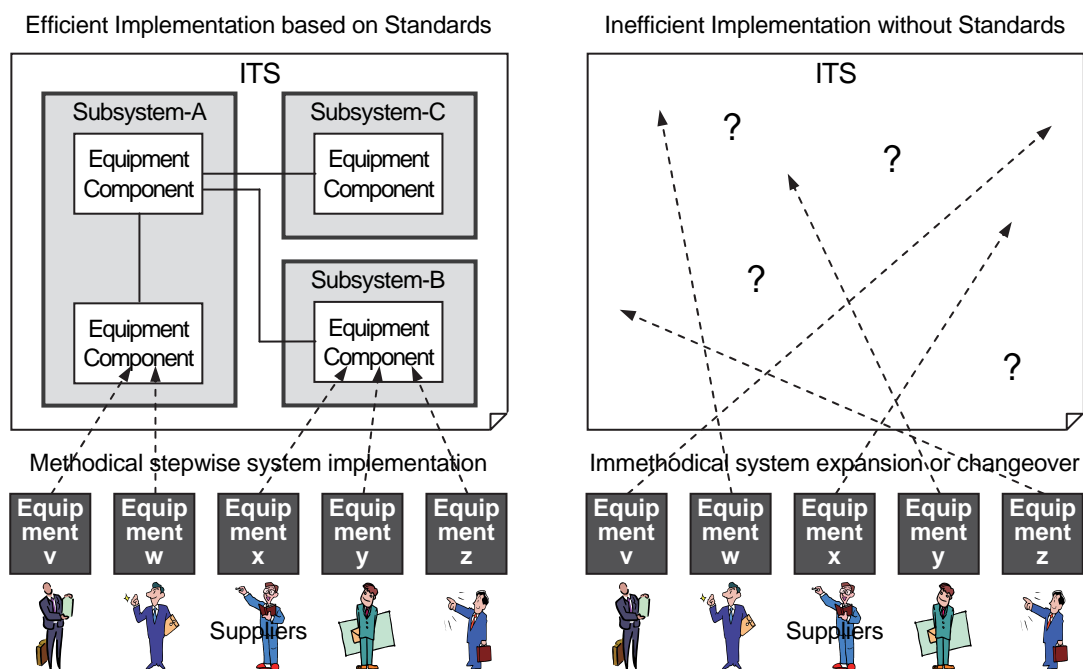 Efficient Implementation based on Standards
ITS
Subsystem-A
Equipment
Component
Equipment
Component
Subsystem-C
Equipment
Component
Subsystem-B
Equipment
Component
Methodical stepwise system implementation
Equip
ment
v
Equip
ment
w
Equip
ment
x
Equip
ment
y
Equip
ment
z
Suppliers
Inefficient Implementation without Standards
ITS
?
?
?
?
Immethodical system expansion or changeover
Equip
ment
v
Equip
ment
w
Equip
ment
x
Equip
ment
y
Equip
ment
z
Suppliers